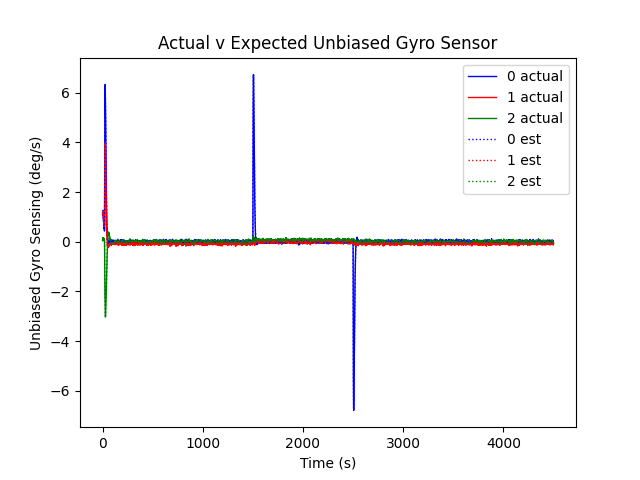 Actual v Expected Unbiased Gyro Sensor
Unbiased Gyro Sensing (deg/s)
6
4
2
0
−2
−4
−6
0 actual
1 actual
2 actual
0 est
1 est
2 est
0 1000 2000 3000 4000
Time (s)